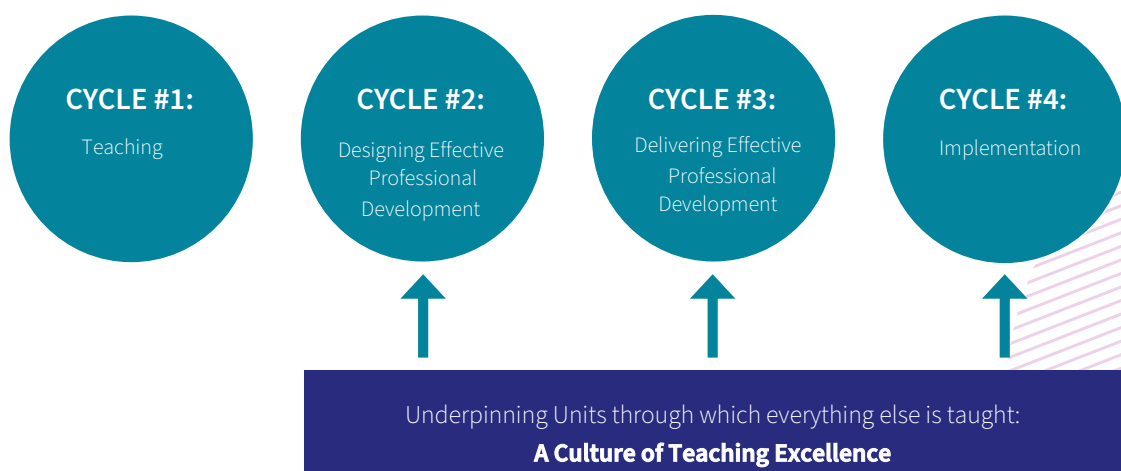 CYCLE #1:
Teaching
CYCLE #2:
Designing Effective
Professional
Development
CYCLE #3:
Delivering Effective
Professional
Development
CYCLE #4:
Implementation
Underpinning Units through which everything else is taught:
A Culture of Teaching Excellence